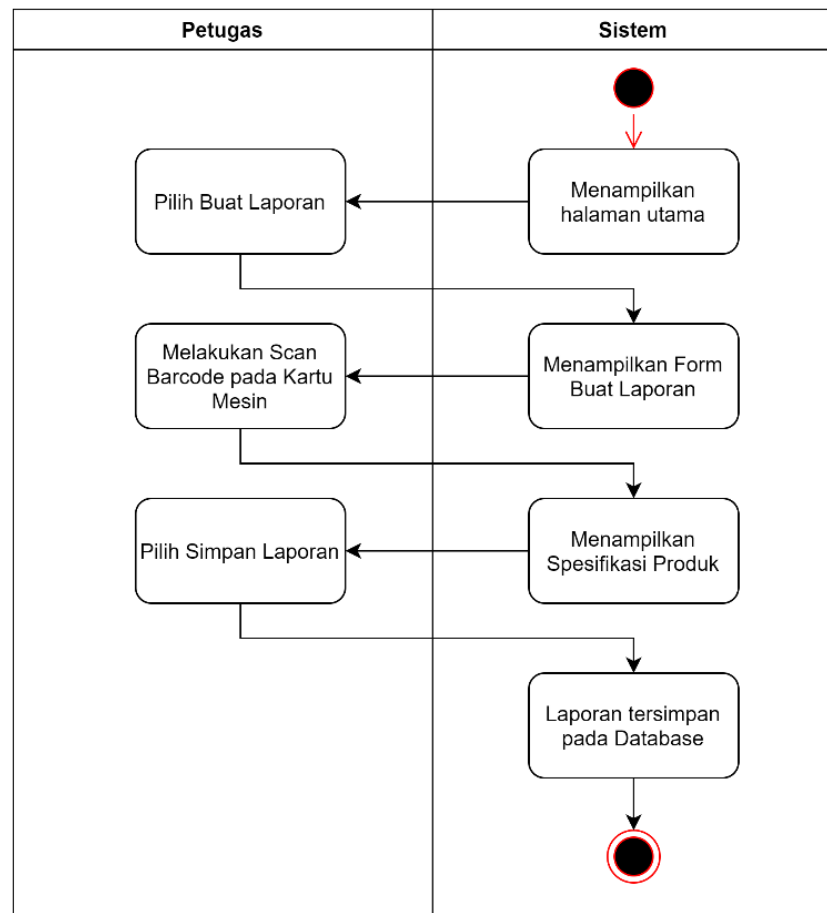 Petugas
Sistem
Menampilkan
halaman utama
Pilih Buat Laporan
Menampilkan Form
Buat Laporan
Melakukan Scan
Barcode pada Kartu
Mesin
Menampilkan
Spesifikasi Produk
Pilih Simpan Laporan
Laporan tersimpan
pada Database